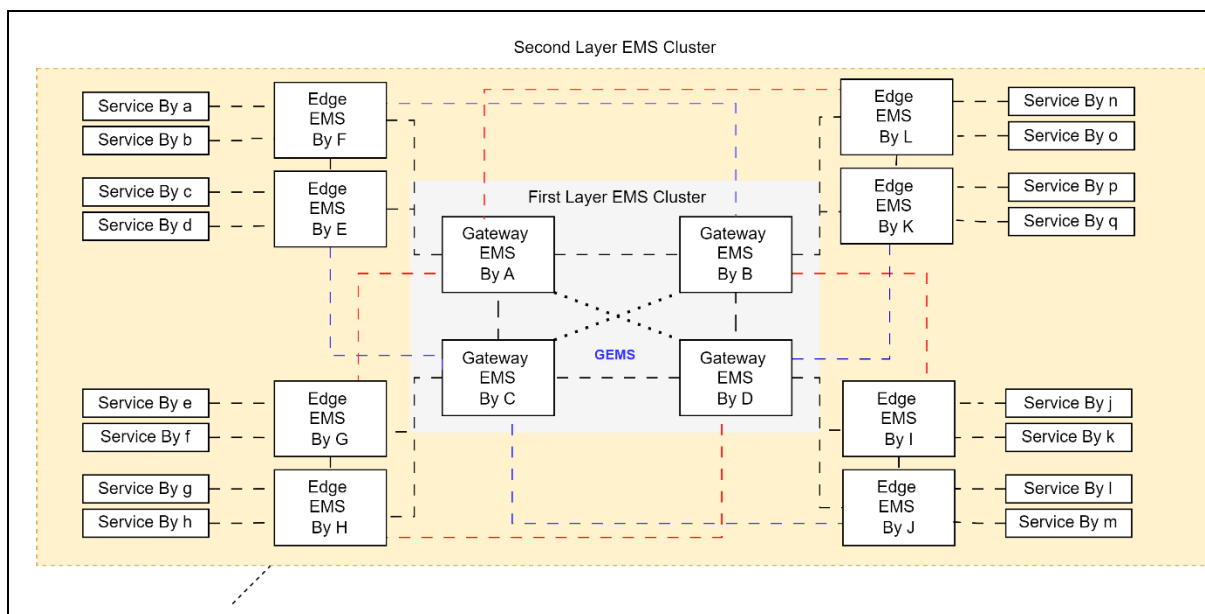 Second Layer EMS Cluster
Service By a
Service By b
Edge
EMS
By F
Service By c
Service By d
Edge
EMS
By E
Edge
EMS
By L
Service By n
Service By o
Edge
EMS
By K
Service By p
Service By q
First Layer EMS Cluster
Gateway
EMS
By A
Gateway
EMS
By B
GEMS
Gateway
EMS
By C
Gateway
EMS
By D
Service By e
Service By f
Edge
EMS
By G
Service By g
Service By h
Edge
EMS
By H
Edge
EMS
By I
Service By j
Service By k
Edge
EMS
By J
Service By l
Service By m